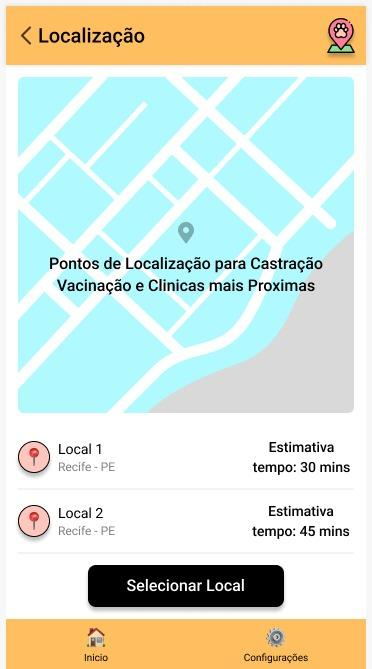 Localização
Pontos de Localização para Castração
Vacinação e Clinicas mais Proximas
Local 1
Recife - PE
Estimativa
tempo: 30 mins
Local 2
Recife - PE
Estimativa
tempo: 45 mins
Selecionar Local
Inicio
Configurações